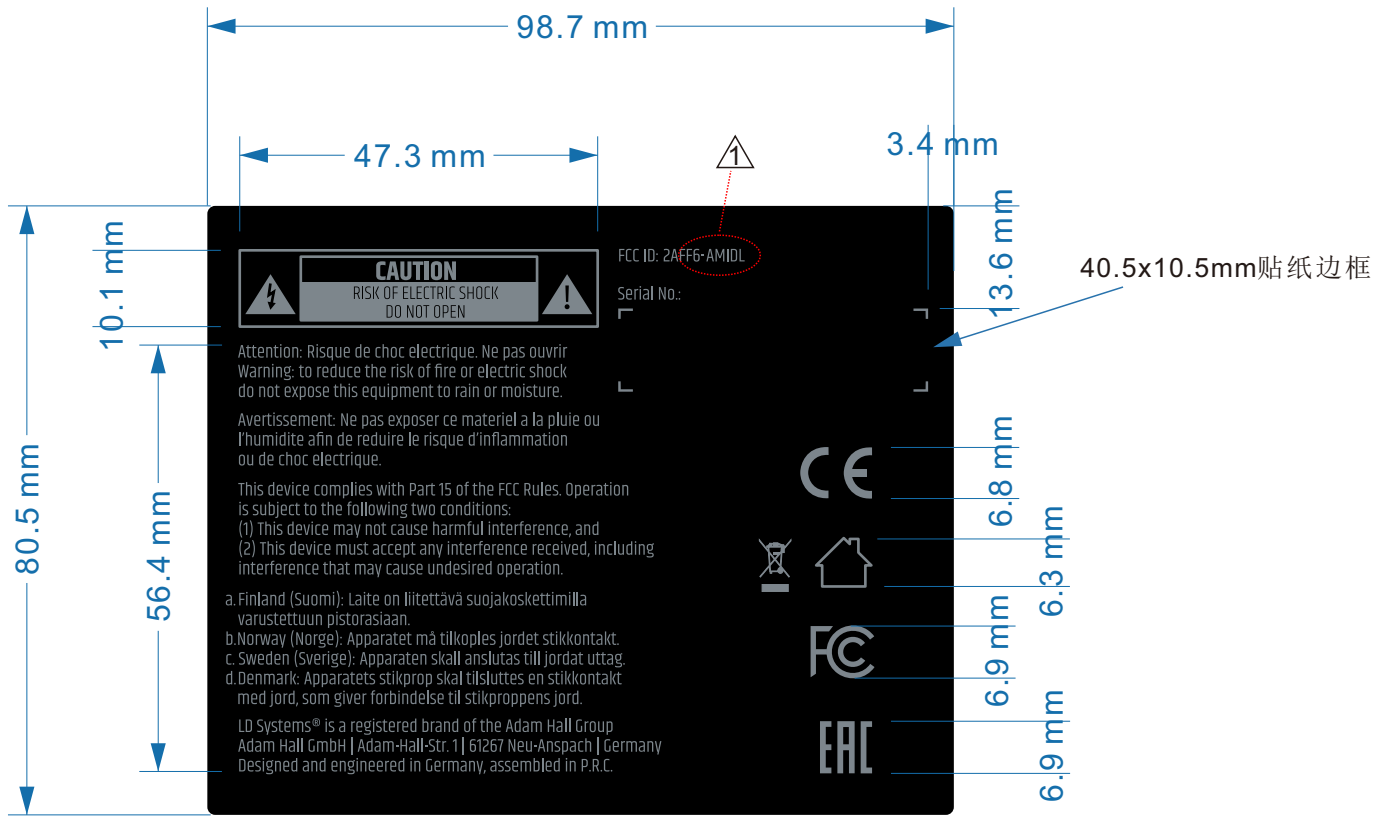 98.7 mm
47.3 mm
1
3.4 mm
80.5 mm
10.1 mm
56.4 mm
CAUTION
RISK OF ELECTRIC SHOCK
DO NOT OPEN
Attention: Risque de choc electrique. Ne pas ouvrir
Warning: to reduce the risk of fire or electric shock
do not expose this equipment to rain or moisture.
Avertissement: Ne pas exposer ce materiel a la pluie ou
l'humidite afin de reduire le risque d'inflammation
ou de choc electrique.
This device complies with Part 15 of the FCC Rules. Operation
is subject to the following two conditions:
(1) This device may not cause harmful interference, and
(2) This device must accept any interference received, including
interference that may cause undesired operation.
a. Finland (Suomi): Laite on liitettävä suojakoskettimilla
varustettuun pistorasiaan.
b. Norway (Norge): Apparatet må tilkoples jordet stikkontakt.
c. Sweden (Sverige): Apparaten skall anslutas till jordat uttag.
d. Denmark: Apparatets stikprop skal tilsluttes en stikkontakt
med jord, som giver forbindelse til stikproppens jord.
LD Systems® is a registered brand of the Adam Hall Group
Adam Hall GmbH | Adam-Hall-Str. 1 | 61267 Neu-Anspach | Germany
Designed and engineered in Germany, assembled in P.R.C.
FCC ID: 2AFF6-AMIDL
Serial No.:
CE
FC
EAC
13.6 mm
40.5x10.5mm贴纸边框
6.8 mm
6.3 mm
6.9 mm
6.9 mm